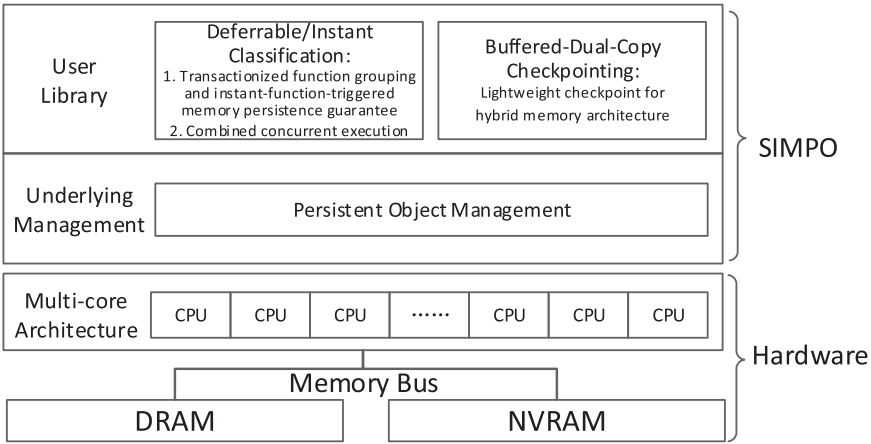 User
Library
Deferrable/Instant
Classification:
1. Transactionized function grouping
and instant-function-triggered
memory persistence guarantee
2. Combined concurrent execution
Buffered-Dual-Copy
Checkpointing:
Lightweight checkpoint for
hybrid memory architecture
SIMPO
Underlying
Management
Persistent Object Management
Multi-core
Architecture
CPU CPU CPU ······ CPU CPU CPU
Hardware
Memory Bus
DRAM NVRAM